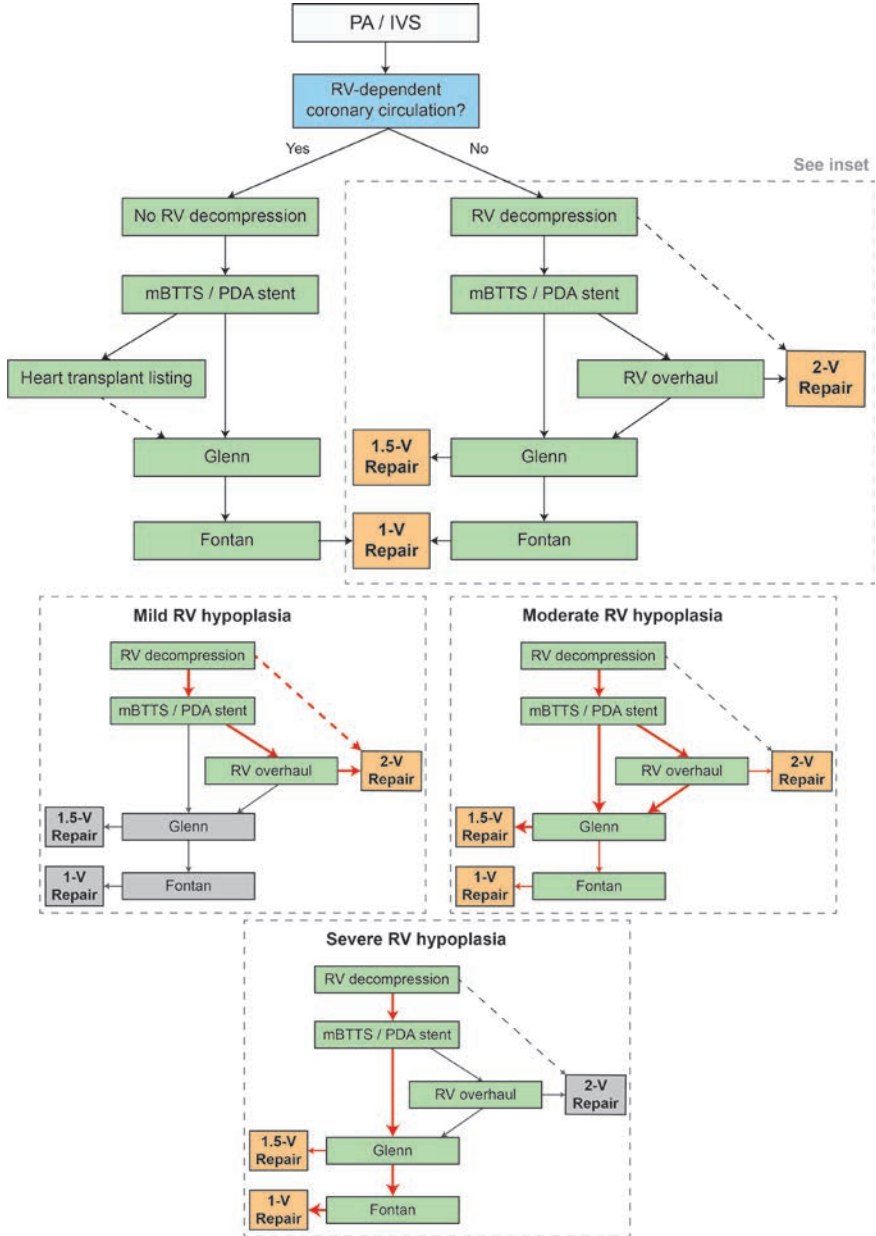 PA / IVS
RV-dependent
coronary circulation?
Yes
No
See inset
No RV decompression
RV decompression
mBTTS / PDA stent
mBTTS / PDA stent
Heart transplant listing
RV overhaul
2-V
Repair
Glenn
1.5-V
Repair
Glenn
Fontan
1-V
Repair
Fontan
Mild RV hypoplasia
RV decompression
mBTTS / PDA stent
RV overhaul
2-V
Repair
1.5-V
Repair
Glenn
1-V
Repair
Fontan
Moderate RV hypoplasia
RV decompression
mBTTS / PDA stent
RV overhaul
2-V
Repair
1.5-V
Repair
Glenn
1-V
Repair
Fontan
Severe RV hypoplasia
RV decompression
mBTTS / PDA stent
RV overhaul
2-V
Repair
1.5-V
Repair
Glenn
1-V
Repair
Fontan